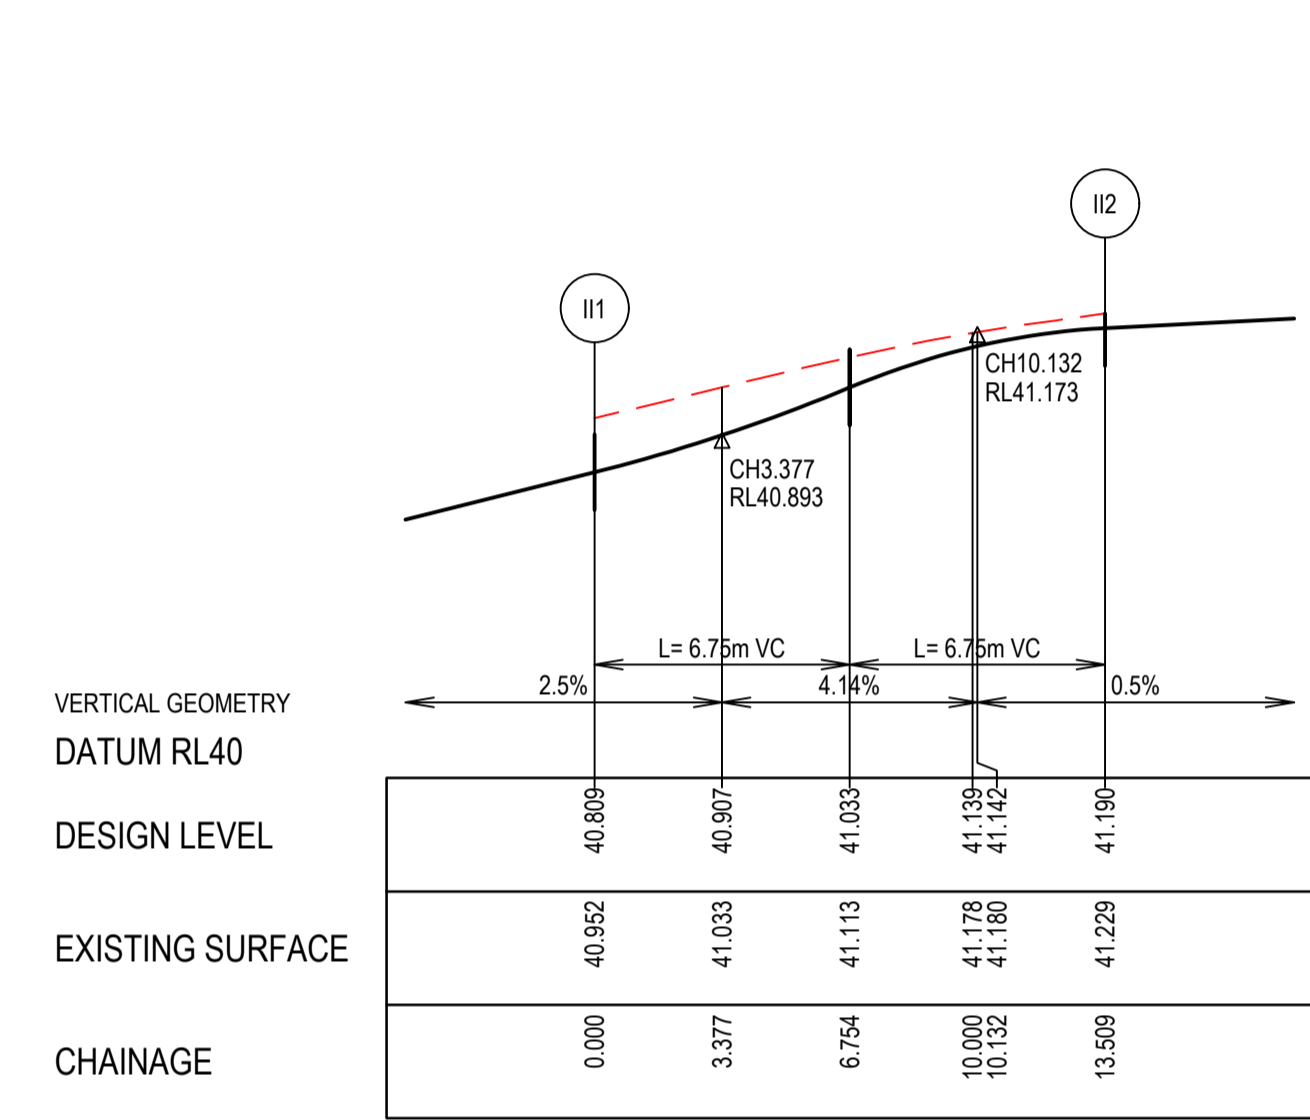 II2
II1
CH10.132
RL41.173
CH3.377
RL40.893
L= 6.75m VC
L= 6.75m VC
2.5%
4.14%
0.5%
VERTICAL GEOMETRY
DATUM RL40
DESIGN LEVEL
40.809
40.907
41.033
41.139
41.142
41.190
EXISTING SURFACE
40.952
41.033
41.113
41.178
41.180
41.229
CHAINAGE
0.000
3.377
6.754
10.000
10.132
13.509